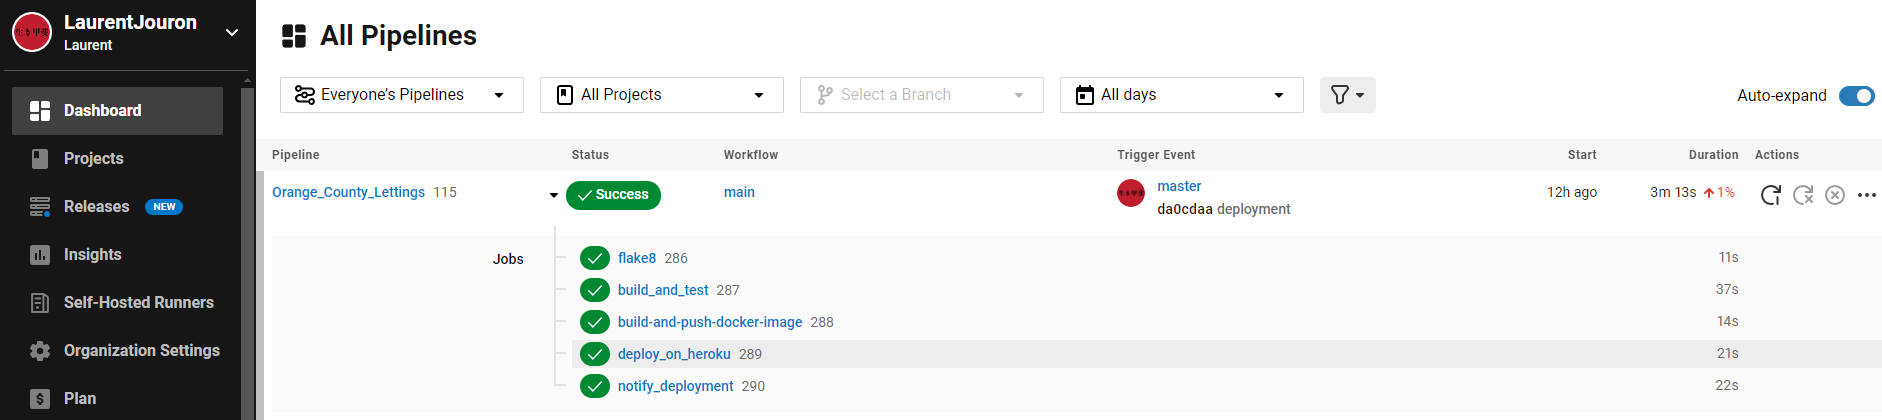 LaurentJouron
Laurent
Dashboard
Projects
Releases NEW
Insights
Self-Hosted Runners
Organization Settings
Plan
All Pipelines
Everyone's Pipelines All Projects Select a Branch All days Auto-expand
Pipeline Status Workflow Trigger Event Start Duration Actions
Orange_County_Lettings 115 Success main master 12h ago 3m 13s 1%
da0cdaa deployment
Jobs flake8 286 11s
build_and_test 287 37s
build-and-push-docker-image 288 14s
deploy_on_heroku 289 21s
notify_deployment 290 22s